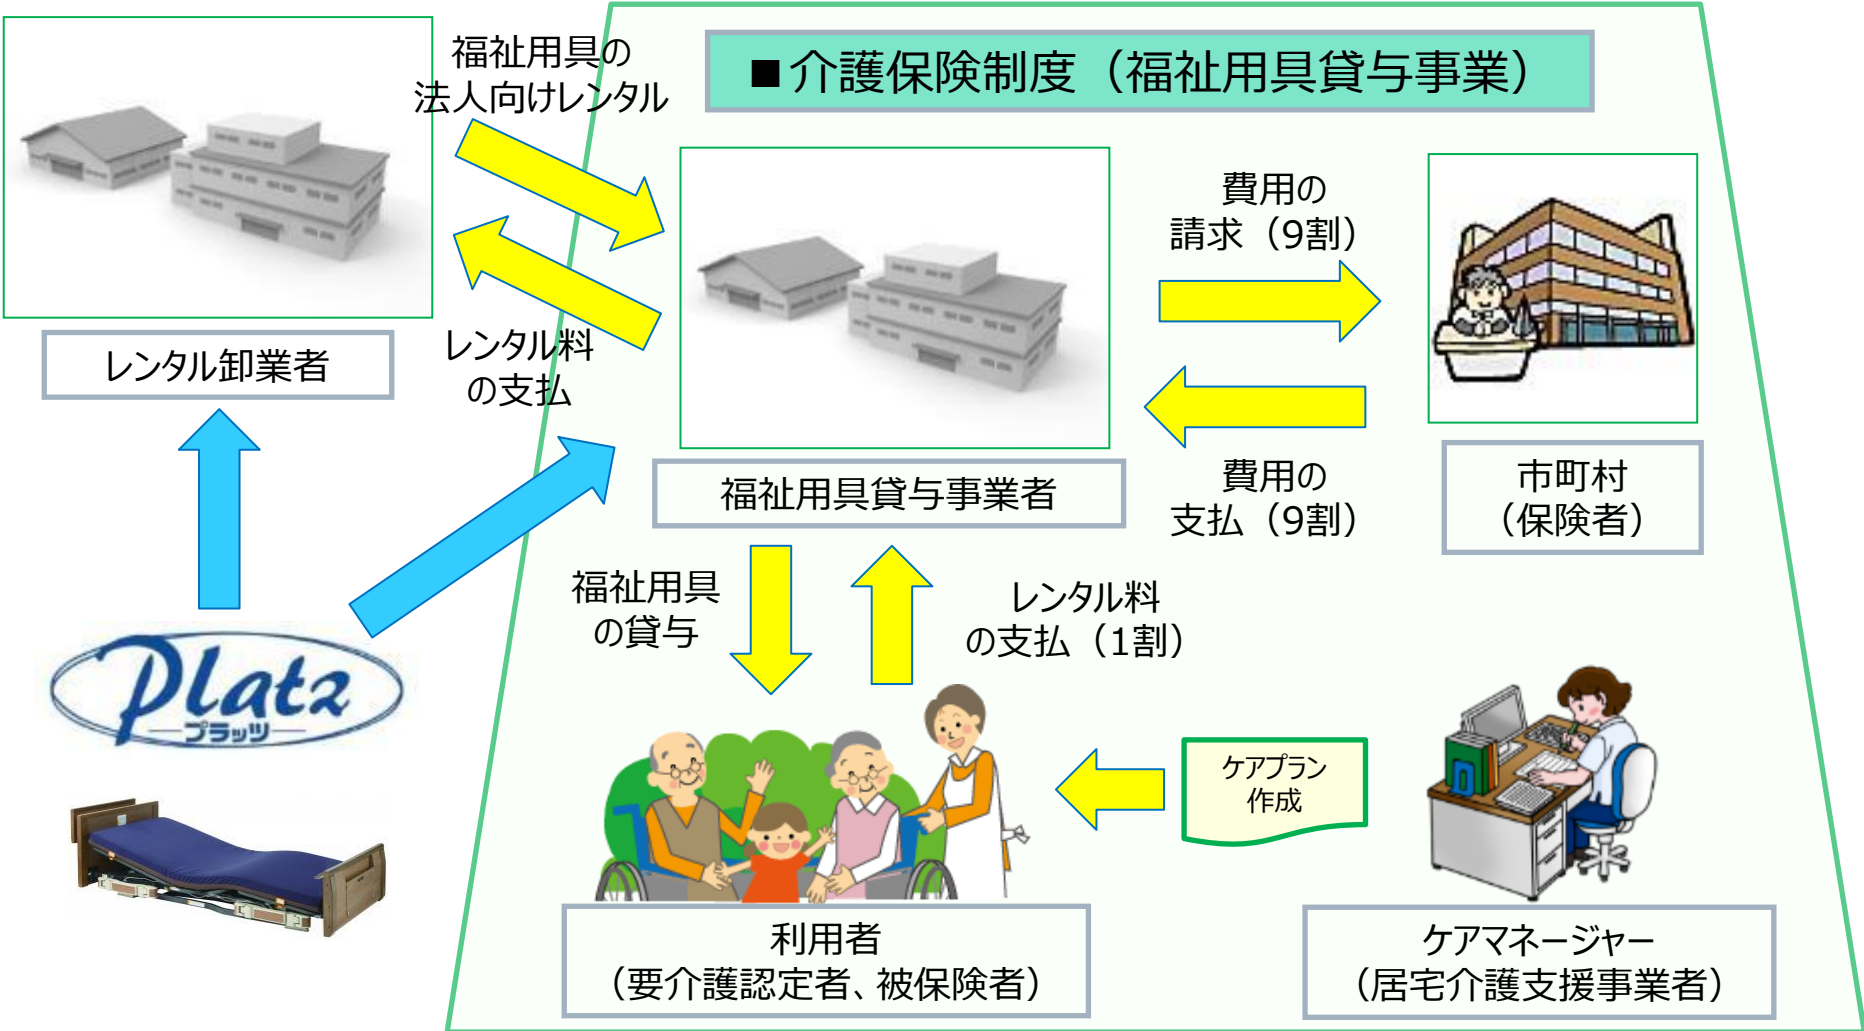 福祉用具の
法人向けレンタル
■介護保険制度（福祉用具貸与事業）
費用の
請求（9割）
レンタル卸業者
レンタル料
の支払
福祉用具貸与事業者
費用の
支払（9割）
市町村
（保険者）
福祉用具
の貸与
レンタル料
の支払（1割）
Platz
プラッツ
ケアプラン
作成
利用者
（要介護認定者、被保険者）
ケアマネージャー
（居宅介護支援事業者）